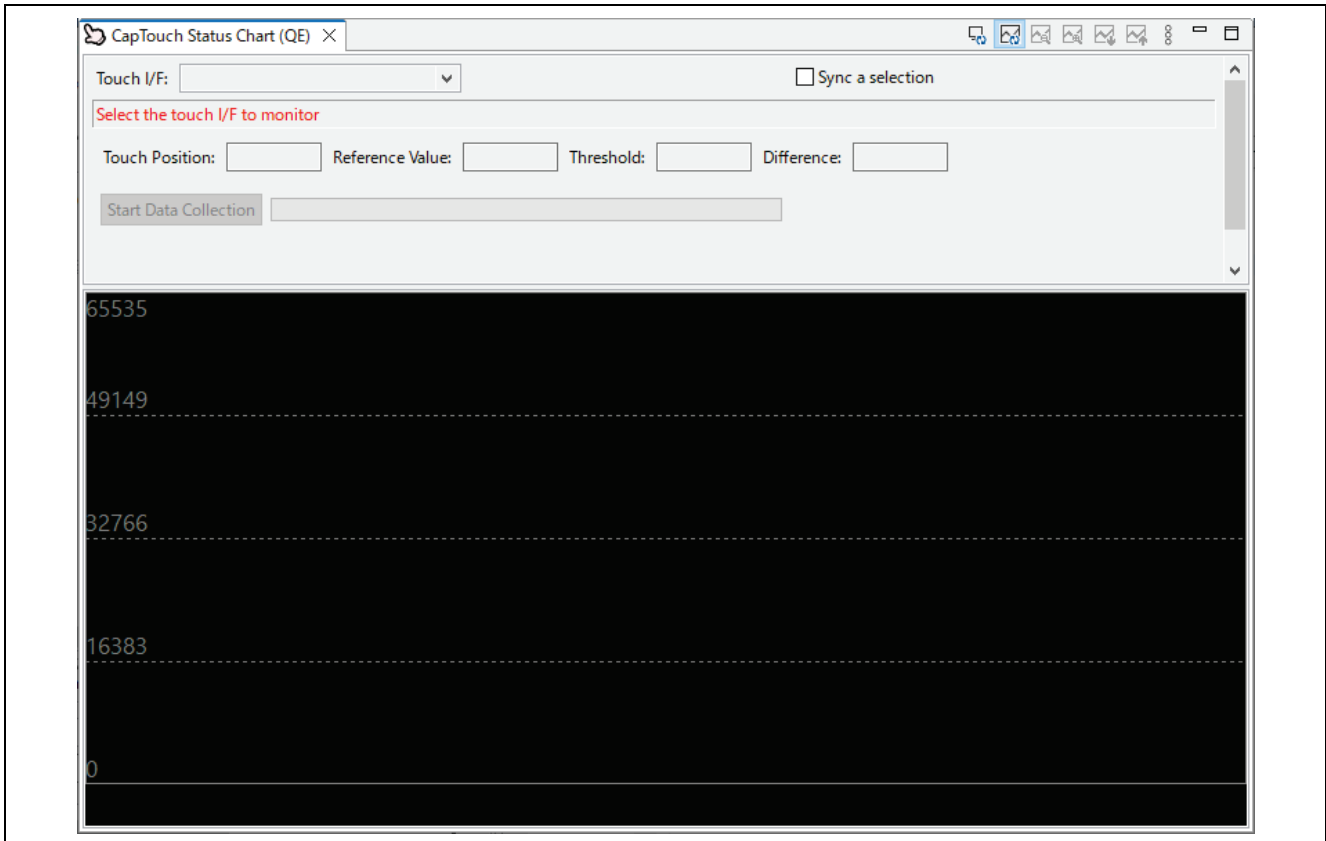 CapTouch Status Chart (QE)
Touch I/F:
Sync a selection
Select the touch I/F to monitor
Touch Position:
Reference Value:
Threshold:
Difference:
Start Data Collection
65535
49149
32766
16383
0